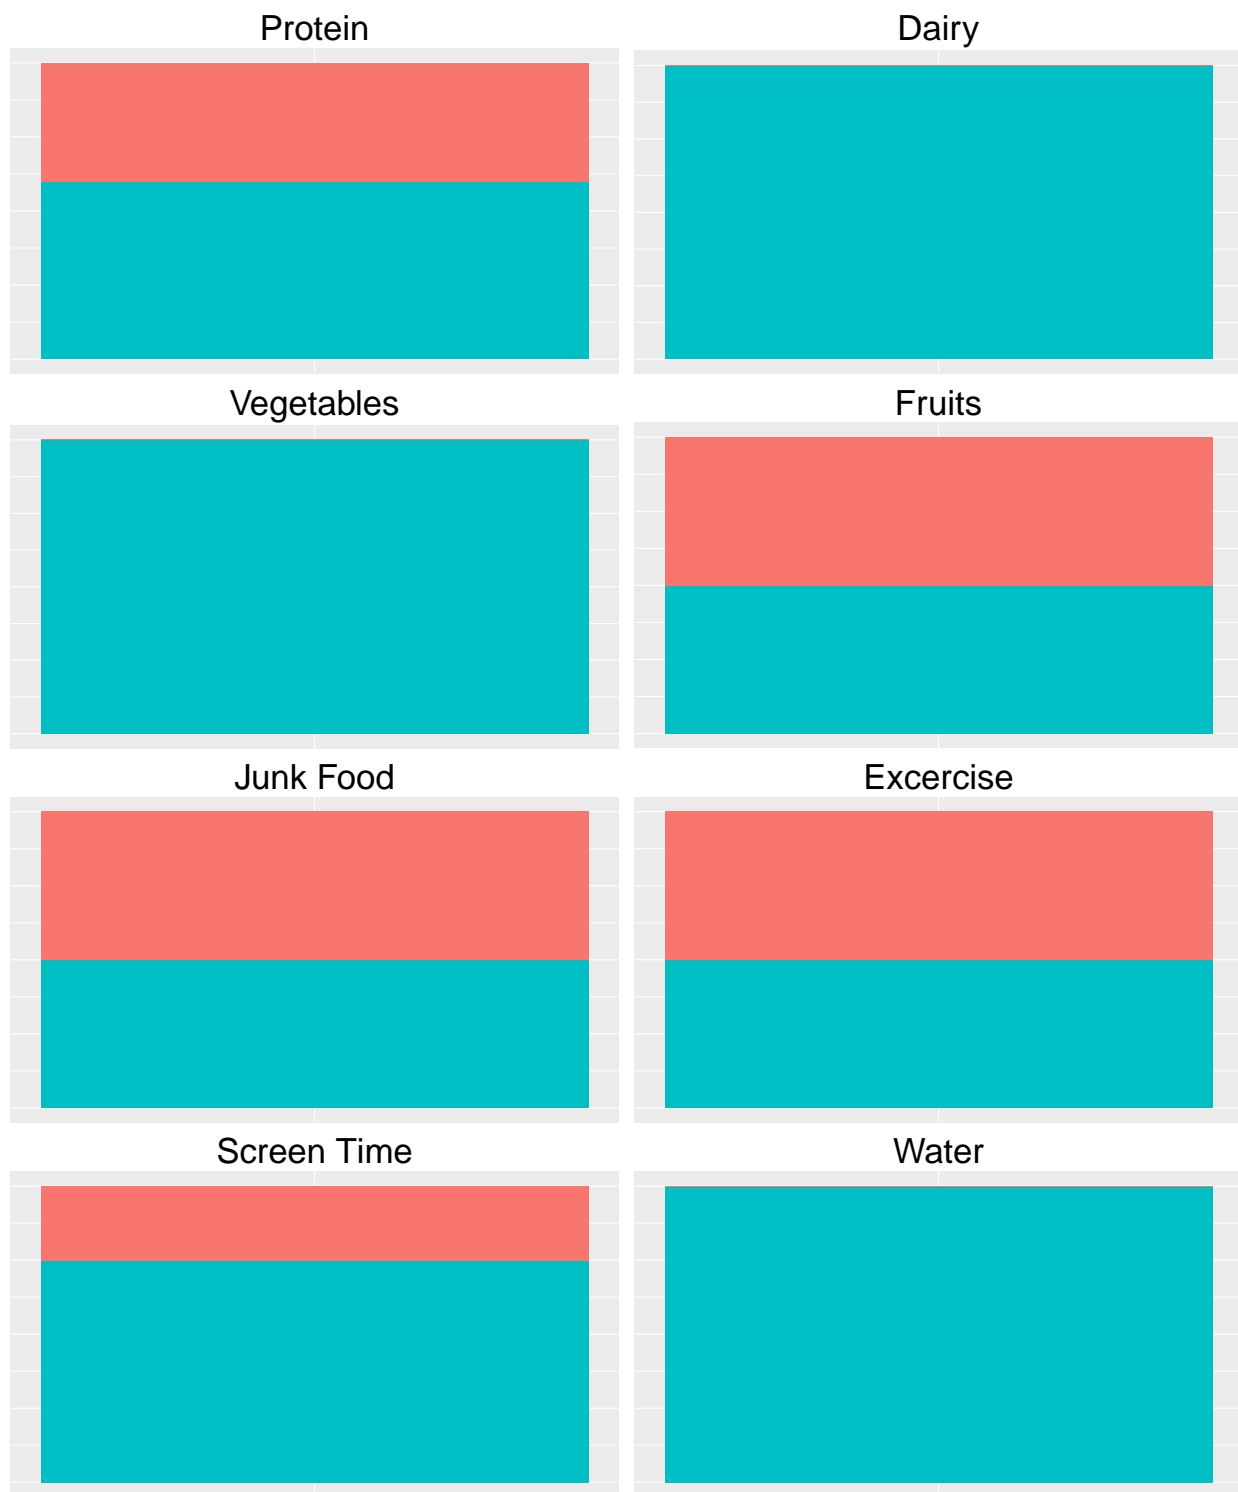 Protein
Dairy
Vegetables
Fruits
Junk Food
Excercise
Screen Time
Water